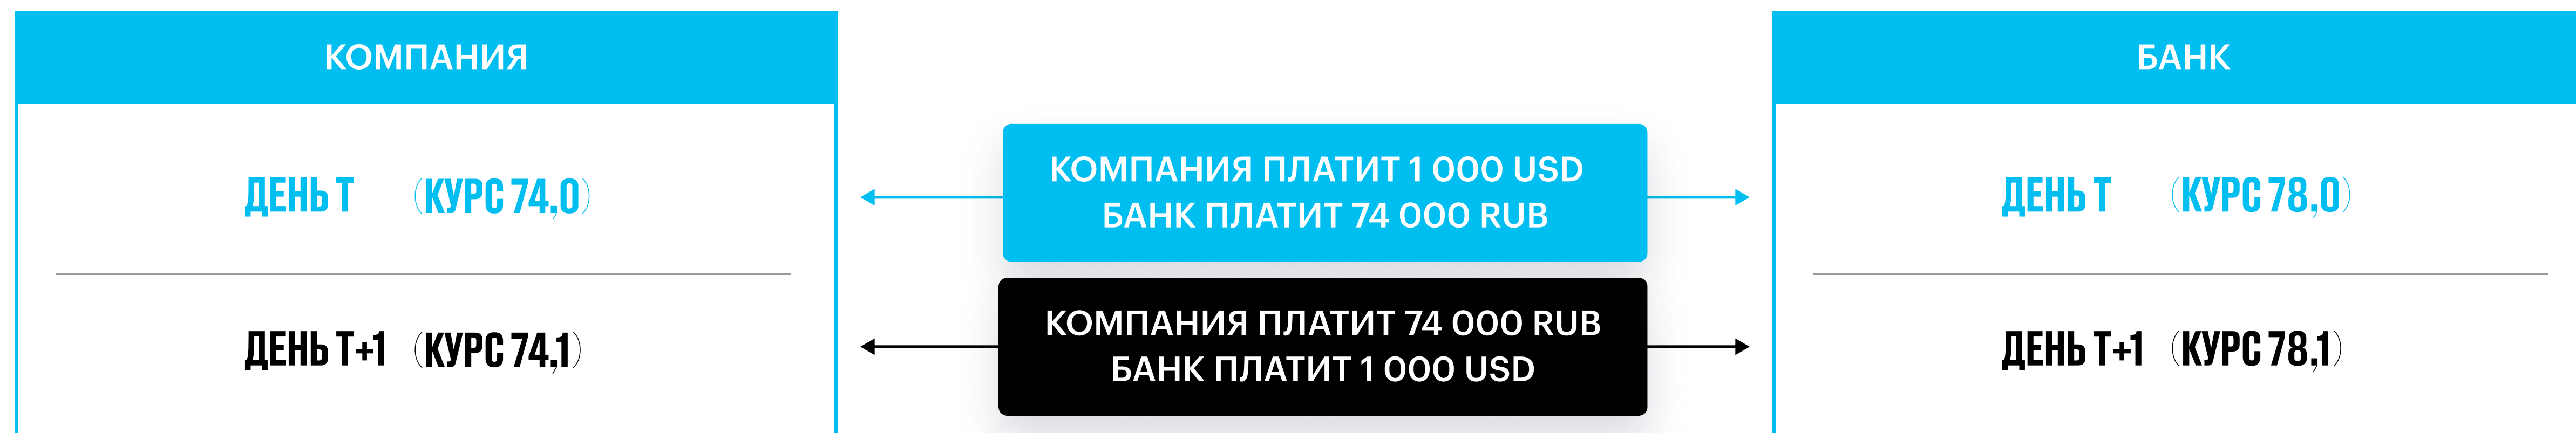 КОМПАНИЯ
ДЕНЬ Т (КУРС 74,0)
ДЕНЬ Т+1 (КУРС 74,1)
КОМПАНИЯ ПЛАТИТ 1 000 USD
БАНК ПЛАТИТ 74 000 RUB
КОМПАНИЯ ПЛАТИТ 74 000 RUB
БАНК ПЛАТИТ 1 000 USD
БАНК
ДЕНЬ Т (КУРС 78,0)
ДЕНЬ Т+1 (КУРС 78,1)